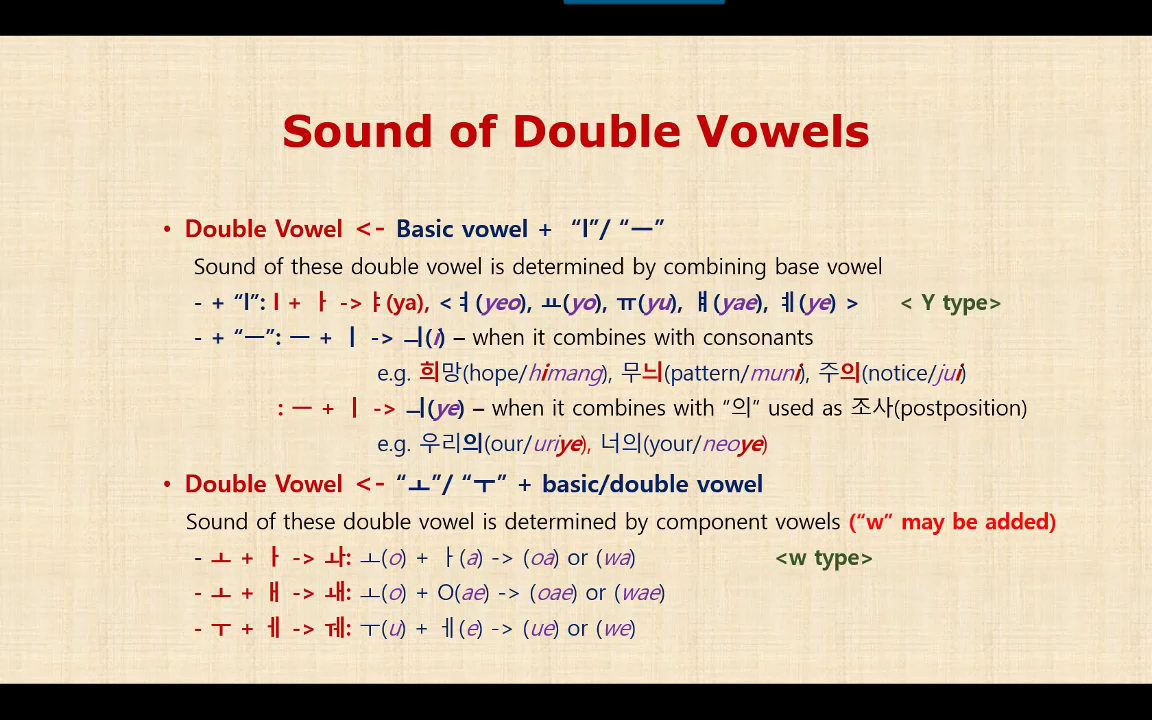 Sound of Double Vowels
• Double Vowel <- Basic vowel + “l”/ “ㅡ”
Sound of these double vowel is determined by combining base vowel
- + “l”: l + ㅏ -> ㅑ(ya), <ㅕ(yeo), ㅛ(yo), ㅠ(yu), ㅒ(yae), ㅖ(ye) > < Y type>
- + “ㅡ”: ㅡ + ㅣ -> ㅢ(i) – when it combines with consonants
e.g. 희망(hope/himang), 무늬(pattern/muni), 주의(notice/jui)
: ㅡ + ㅣ -> ㅢ(ye) – when it combines with “의” used as 조사(postposition)
e.g. 우리의(our/uriye), 너의(your/neoye)
• Double Vowel <- “ㅗ”/ “ㅜ” + basic/double vowel
Sound of these double vowel is determined by component vowels (“w” may be added)
- ㅗ + ㅏ -> ㅘ: ㅗ(o) + ㅏ(a) -> (oa) or (wa) <w type>
- ㅗ + ㅐ -> ㅙ: ㅗ(o) + O(ae) -> (oae) or (wae)
- ㅜ + ㅔ -> ㅞ: ㅜ(u) + ㅔ(e) -> (ue) or (we)